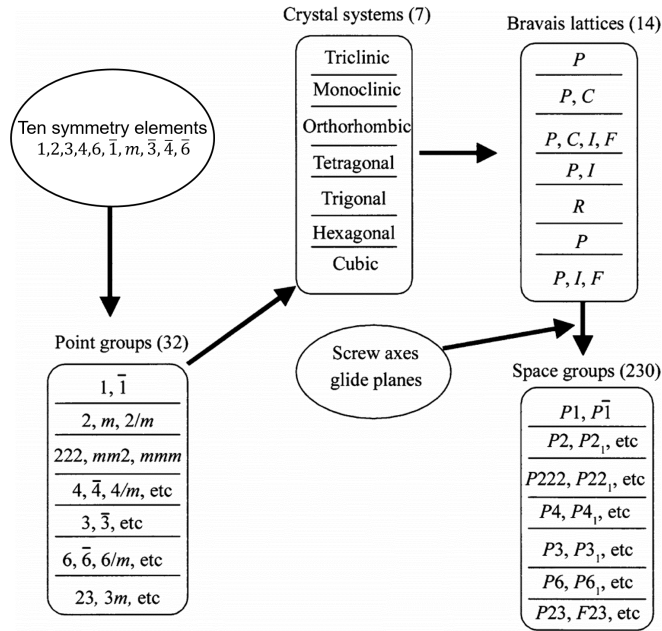 Crystal systems (7)
Triclinic
Monoclinic
Orthorhombic
Tetragonal
Trigonal
Hexagonal
Cubic
Bravais lattices (14)
P
P, C
P, C, I, F
P, I
R
P
P, I, F
Ten symmetry elements
1,2,3,4,6, 1̅, m, 3̅, 4̅, 6̅
Point groups (32)
1, 1̅
2, m, 2/m
222, mm2, mmm
4, 4̅, 4/m, etc
3, 3̅, etc
6, 6̅, 6/m, etc
23, 3m, etc
Screw axes
glide planes
Space groups (230)
P1, P1̅
P2, P2₁, etc
P222, P22₁, etc
P4, P4₁, etc
P3, P3₁, etc
P6, P6₁, etc
P23, F23, etc